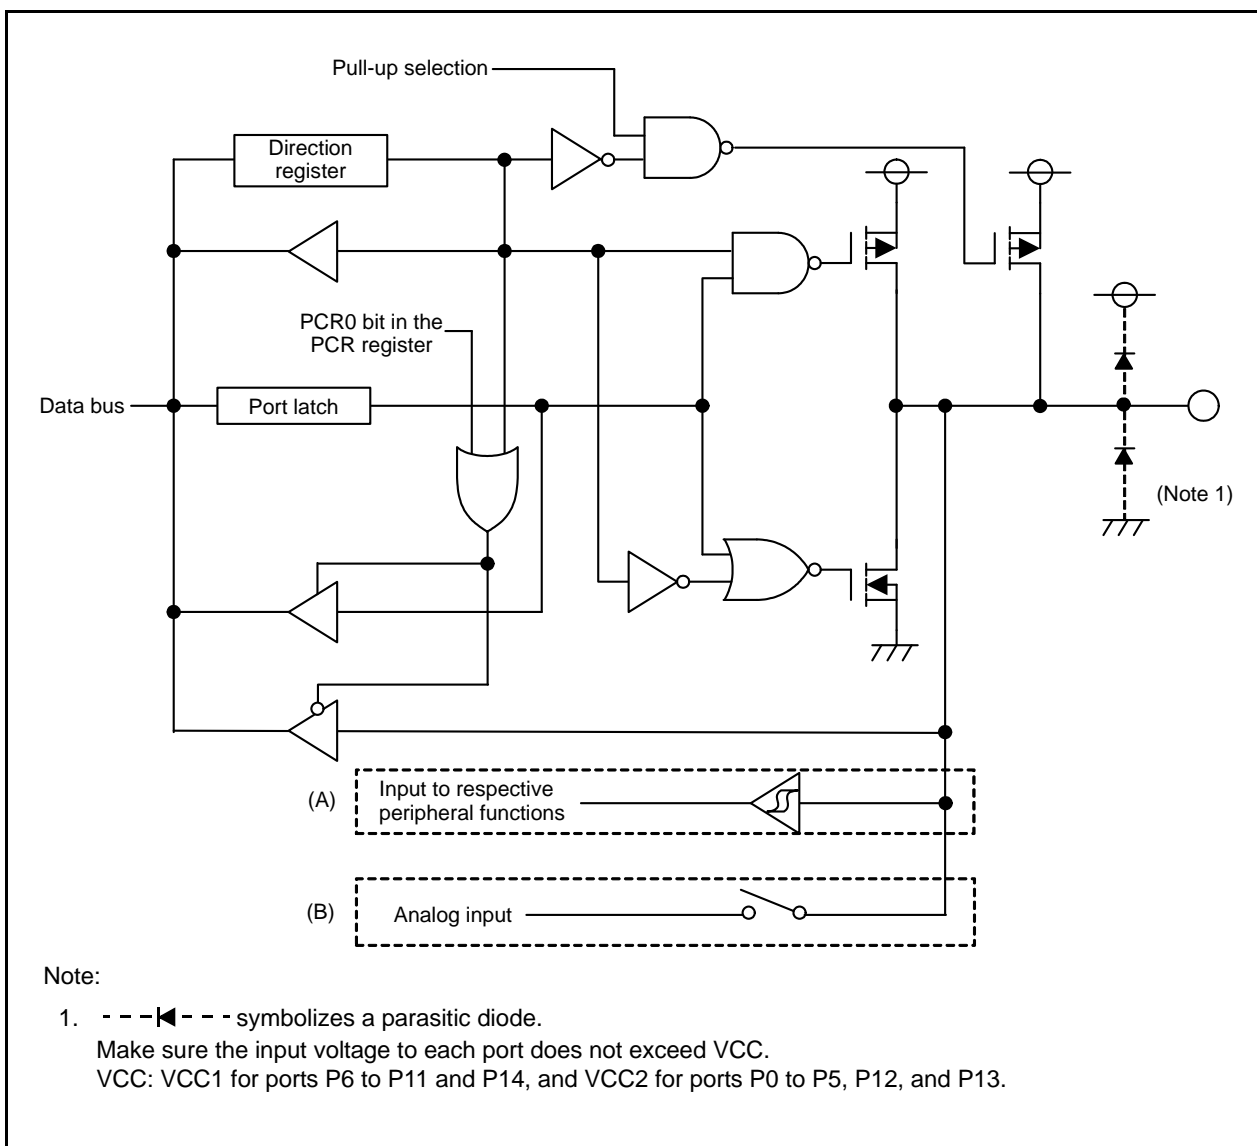 Pull-up selection
Direction
register
PCR0 bit in the
PCR register
Data bus
Port latch
(Note 1)
(A)
Input to respective
peripheral functions
(B)
Analog input
Note:
1. symbolizes a parasitic diode.
Make sure the input voltage to each port does not exceed VCC.
VCC: VCC1 for ports P6 to P11 and P14, and VCC2 for ports P0 to P5, P12, and P13.